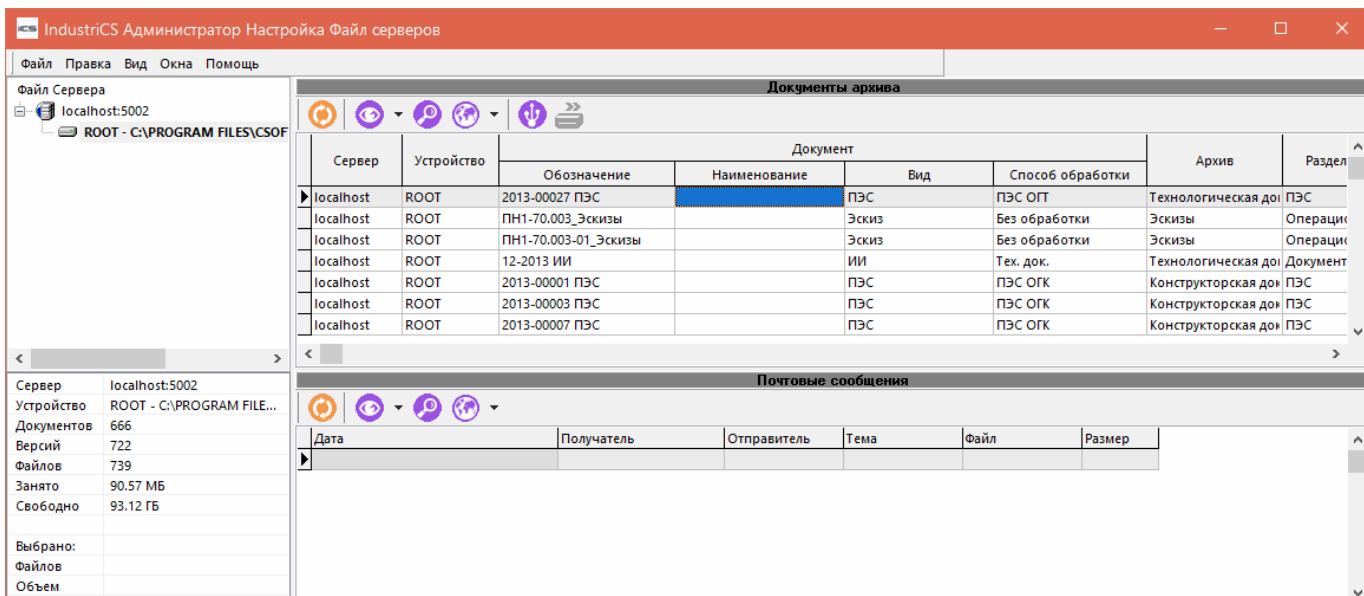 iCS IndustriCS Администратор Настройка Файл серверов
Файл Правка Вид Окна Помощь
Файл Сервера
localhost:5002
ROOT - C:\PROGRAM FILES\CSOF
Документы архива
Документ
Сервер Устройство Обозначение Наименование Вид Способ обработки Архив Раздел
localhost ROOT 2013-00027 ПЭС ПЭС ПЭС ОГТ Технологическая до ПЭС
localhost ROOT ПН1-70.003_Эскизы Эскиз Без обработки Эскизы Операцио
localhost ROOT ПН1-70.003-01_Эскизы Эскиз Без обработки Эскизы Операцио
localhost ROOT 12-2013 ИИ ИИ Тех. док. Технологическая до Документ
localhost ROOT 2013-00001 ПЭС ПЭС ПЭС ОГК Конструкторская док ПЭС
localhost ROOT 2013-00003 ПЭС ПЭС ПЭС ОГК Конструкторская док ПЭС
localhost ROOT 2013-00007 ПЭС ПЭС ПЭС ОГК Конструкторская док ПЭС
Сервер localhost:5002
Устройство ROOT - C:\PROGRAM FILE...
Документов 666
Версий 722
Файлов 739
Занято 90.57 МБ
Свободно 93.12 ГБ
Выбрано:
Файлов
Объем
Почтовые сообщения
Дата Получатель Отправитель Тема Файл Размер